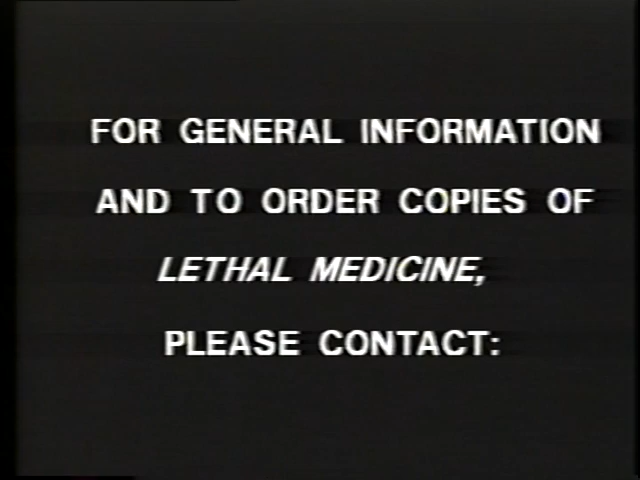 FOR GENERAL INFORMATION
AND TO ORDER COPIES OF
LETHAL MEDICINE,
PLEASE CONTACT: